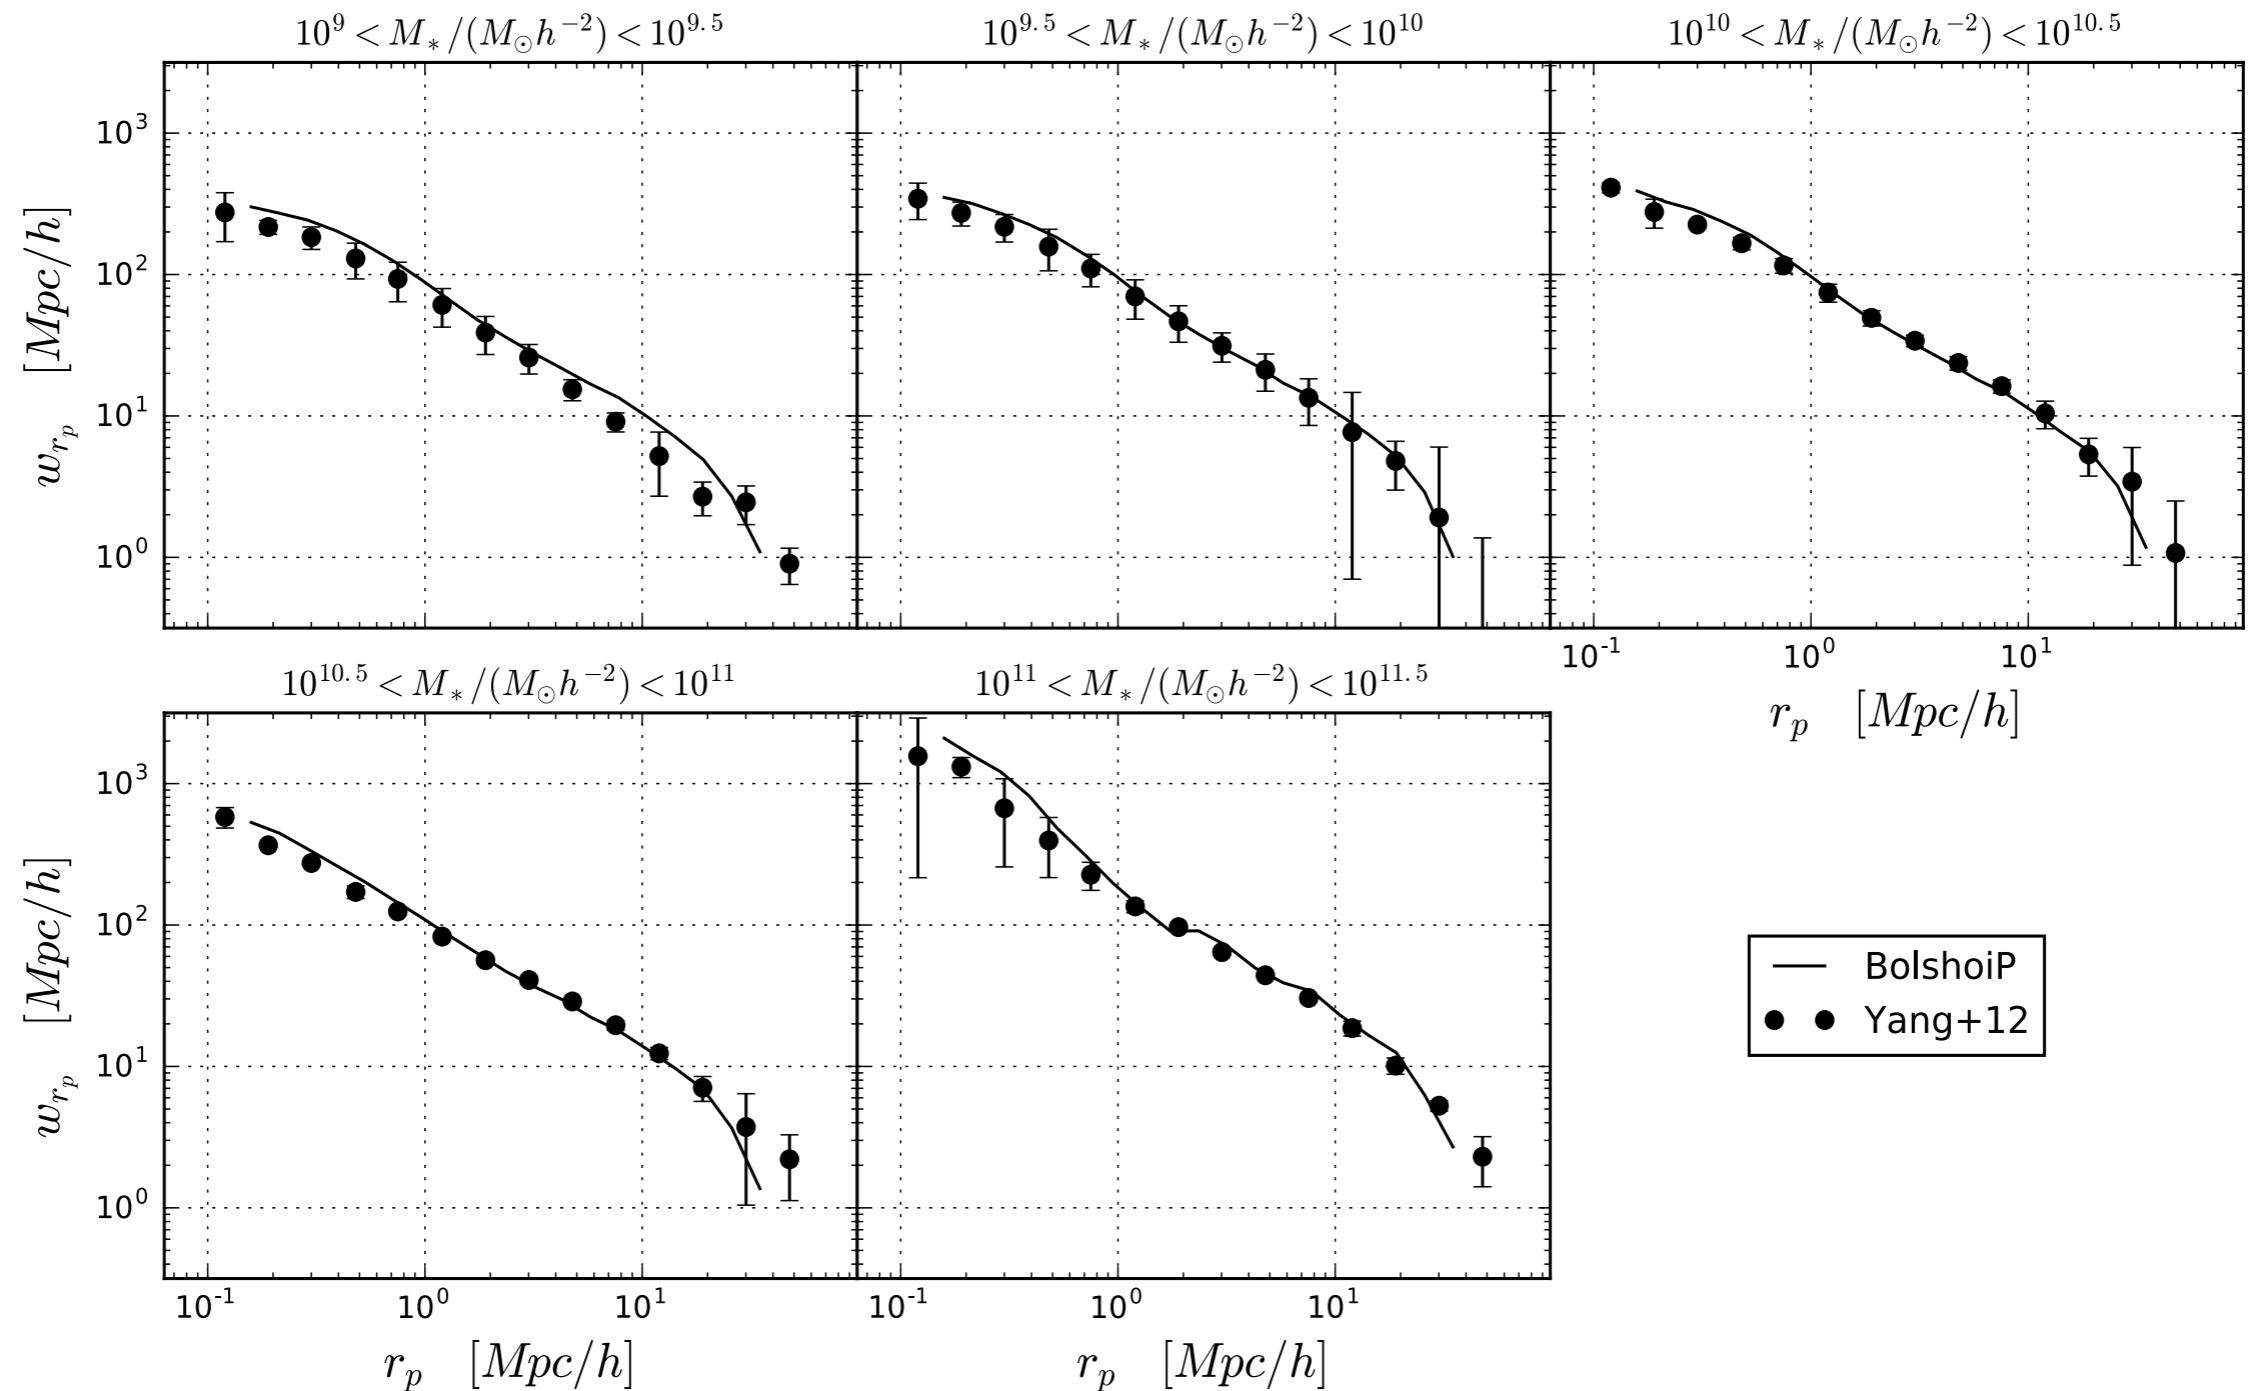 10^9 < M_*/(M_⊙h^{-2}) < 10^{9.5}
10^{9.5} < M_*/(M_⊙h^{-2}) < 10^{10}
10^{10} < M_*/(M_⊙h^{-2}) < 10^{10.5}
10^3
10^2
10^1
10^0
w_{r_p} [Mpc/h]
10^{-1} 10^0 10^1
r_p [Mpc/h]
10^{10.5} < M_*/(M_⊙h^{-2}) < 10^{11}
10^{11} < M_*/(M_⊙h^{-2}) < 10^{11.5}
10^3
10^2
10^1
10^0
w_{r_p} [Mpc/h]
10^{-1} 10^0 10^1
10^{-1} 10^0 10^1
r_p [Mpc/h]
r_p [Mpc/h]
BolshoiP
Yang+12